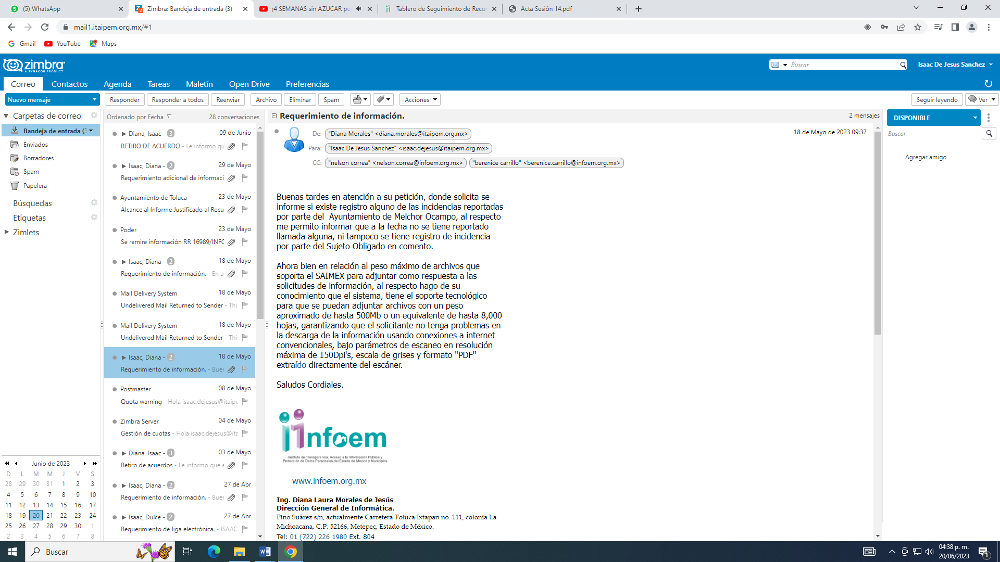 (5) WhatsApp
Zimbra: Bandeja de entrada (3)
¡4 SEMANAS sin AZUCAR pu
Tablero de Seguimiento de Recu
Acta Sesión 14.pdf
mail1.itaipem.org.mx/#1
Gmail
YouTube
Maps
zimbra
A SYNACOR PRODUCT
Buscar
Isaac De Jesus Sanchez
Correo
Contactos
Agenda
Tareas
Maletín
Open Drive
Preferencias
Nuevo mensaje
Responder
Responder a todos
Reenviar
Archivo
Eliminar
Spam
Acciones
Seguir leyendo
Ver
Carpetas de correo
Bandeja de entrada (3
Enviados
Borradores
Spam
Papelera
Búsquedas
Etiquetas
Zimlets
Ordenado por Fecha
28 conversaciones
Diana, Isaac - 3 09 de Junio
RETIRO DE ACUERDO - Le informo qu
Isaac, Diana - 2 29 de Mayo
Requerimiento adicional de informaci
Ayuntamiento de Toluca 23 de Mayo
Alcance al Informe Justificado al Recu
Poder 23 de Mayo
Se remire información RR 16989/INFC
Isaac, Diana - 2 18 de Mayo
Requerimiento de información. - En a
Mail Delivery System 18 de Mayo
Undelivered Mail Returned to Sender - Thi
Mail Delivery System 18 de Mayo
Undelivered Mail Returned to Sender - Thi
Isaac, Diana - 2 18 de Mayo
Requerimiento de información. - Buer
Postmaster 08 de Mayo
Quota warning - Hola isaac.dejesus@itaipe
Zimbra Server 04 de Mayo
Gestión de cuotas - Hola isaac.dejesus@ita
Diana, Isaac - 3 03 de Mayo
Retiro de acuerdos - Le informo que e
Isaac, Diana - 2 27 de Abr
Requerimiento de información. - Buer
Isaac, Dulce - 2 27 de Abr
Requerimiento de liga electrónica. - ISAAC
Requerimiento de información.
2 mensajes
De: "Diana Morales" <diana.morales@itaipem.org.mx>
18 de Mayo de 2023 09:37
Para: "Isaac De Jesus Sanchez" <isaac.dejesus@itaipem.org.mx>
CC: "nelson correa" <nelson.correa@infoem.org.mx> "berenice carrillo" <berenice.carrillo@infoem.org.mx>
Buenas tardes en atención a su petición, donde solicita se
informe si existe registro alguno de las incidencias reportadas
por parte del  Ayuntamiento de Melchor Ocampo, al respecto
me permito informar que a la fecha no se tiene reportado
llamada alguna, ni tampoco se tiene registro de incidencia
por parte del Sujeto Obligado en comento.
Ahora bien en relación al peso máximo de archivos que
soporta el SAIMEX para adjuntar como respuesta a las
solicitudes de información, al respecto hago de su
conocimiento que el sistema, tiene el soporte tecnológico
para que se puedan adjuntar archivos con un peso
aproximado de hasta 500Mb o un equivalente de hasta 8,000
hojas, garantizando que el solicitante no tenga problemas en
la descarga de la información usando conexiones a internet
convencionales, bajo parámetros de escaneo en resolución
máxima de 150Dpi's, escala de grises y formato "PDF"
extraído directamente del escáner.
Saludos Cordiales.
infoem
Instituto de Transparencia, Acceso a la Información Pública y
Protección de Datos Personales del Estado de México y Municipios
www.infoem.org.mx
Ing. Diana Laura Morales de Jesús
Dirección General de Informática.
Pino Suárez s/n, actualmente Carretera Toluca Ixtapan no. 111, colonia La
Michoacana, C.P. 52166, Metepec, Estado de México.
Tel: 01 (722) 226 1980 Ext. 804
DISPONIBLE
Buscar
Agregar amigo
Junio de 2023
D L M M J V S
28 29 30 31 1 2 3
4 5 6 7 8 9 10
11 12 13 14 15 16 17
18 19 20 21 22 23 24
25 26 27 28 29 30 1
2 3 4 5 6 7 8
Buscar
04:38 p. m.
20/06/2023
1